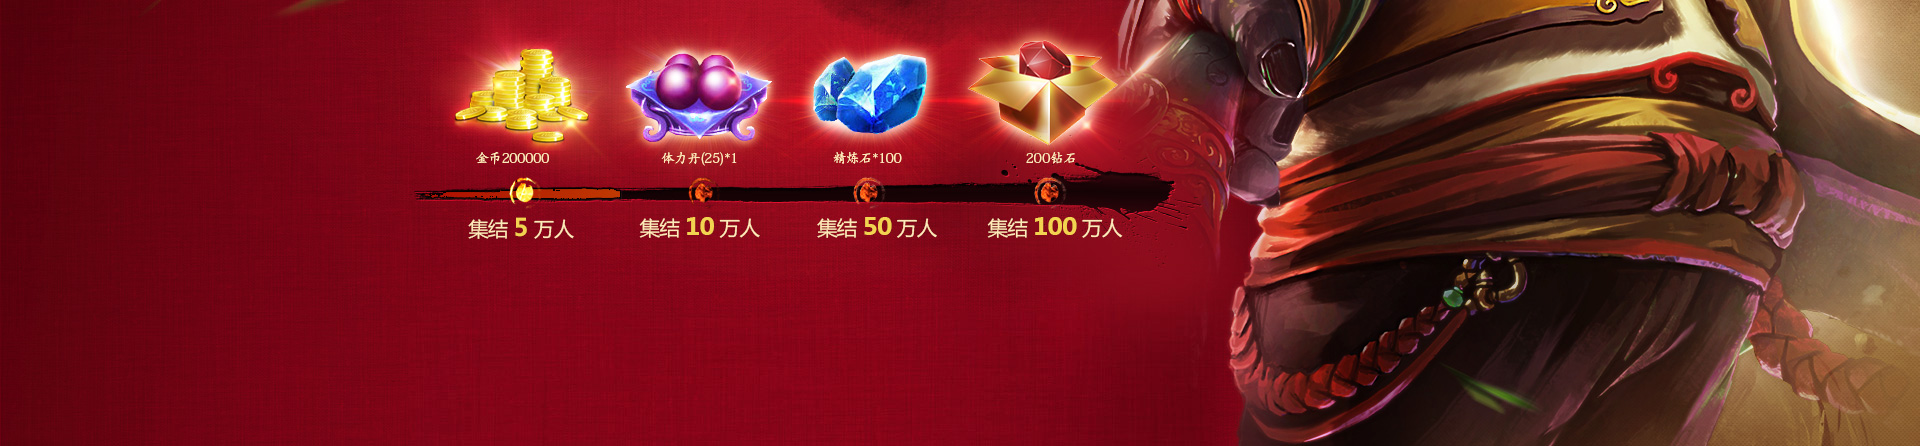 金币200000
体力丹(25)*1
精炼石*100
200钻石
集结 5 万人
集结 10 万人
集结 50 万人
集结 100 万人